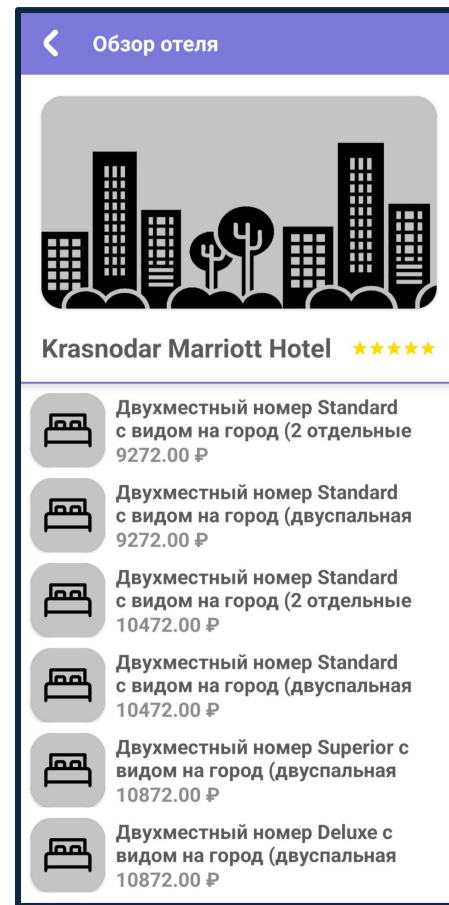 Обзор отеля
Krasnodar Marriott Hotel
Двухместный номер Standard
с видом на город (2 отдельные
9272.00 ₽
Двухместный номер Standard
с видом на город (двуспальная
9272.00 ₽
Двухместный номер Standard
с видом на город (2 отдельные
10472.00 ₽
Двухместный номер Standard
с видом на город (двуспальная
10472.00 ₽
Двухместный номер Superior с
видом на город (двуспальная
10872.00 ₽
Двухместный номер Deluxe с
видом на город (двуспальная
10872.00 ₽